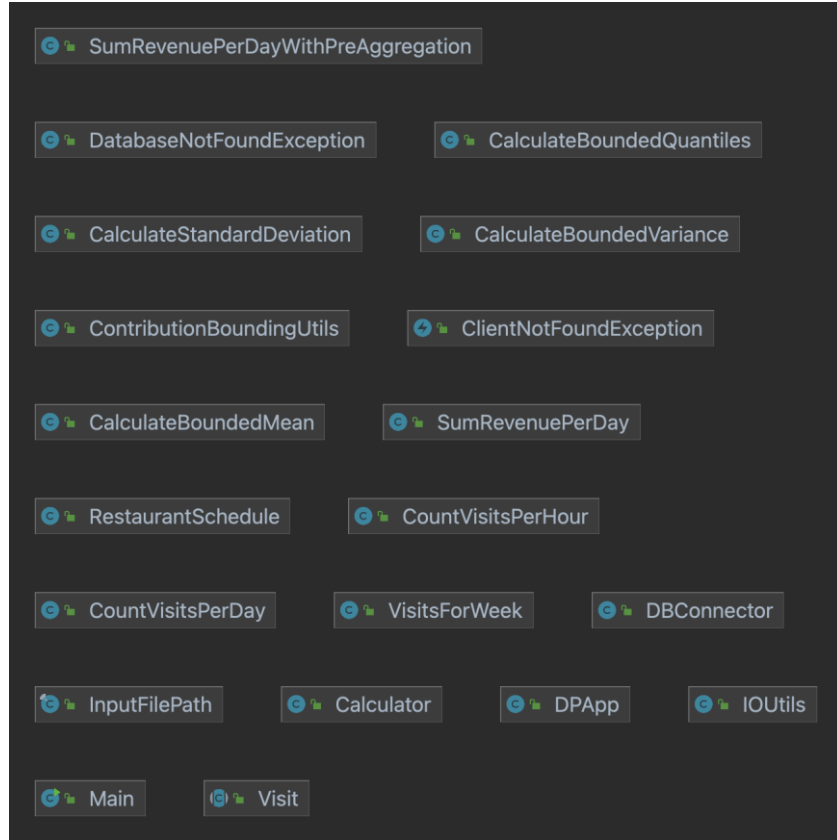 SumRevenuePerDayWithPreAggregation
DatabaseNotFoundException CalculateBoundedQuantiles
CalculateStandardDeviation CalculateBoundedVariance
ContributionBoundingUtils ClientNotFoundException
CalculateBoundedMean SumRevenuePerDay
RestaurantSchedule CountVisitsPerHour
CountVisitsPerDay VisitsForWeek DBConnector
InputFilePath Calculator DPApp IOUtils
Main Visit